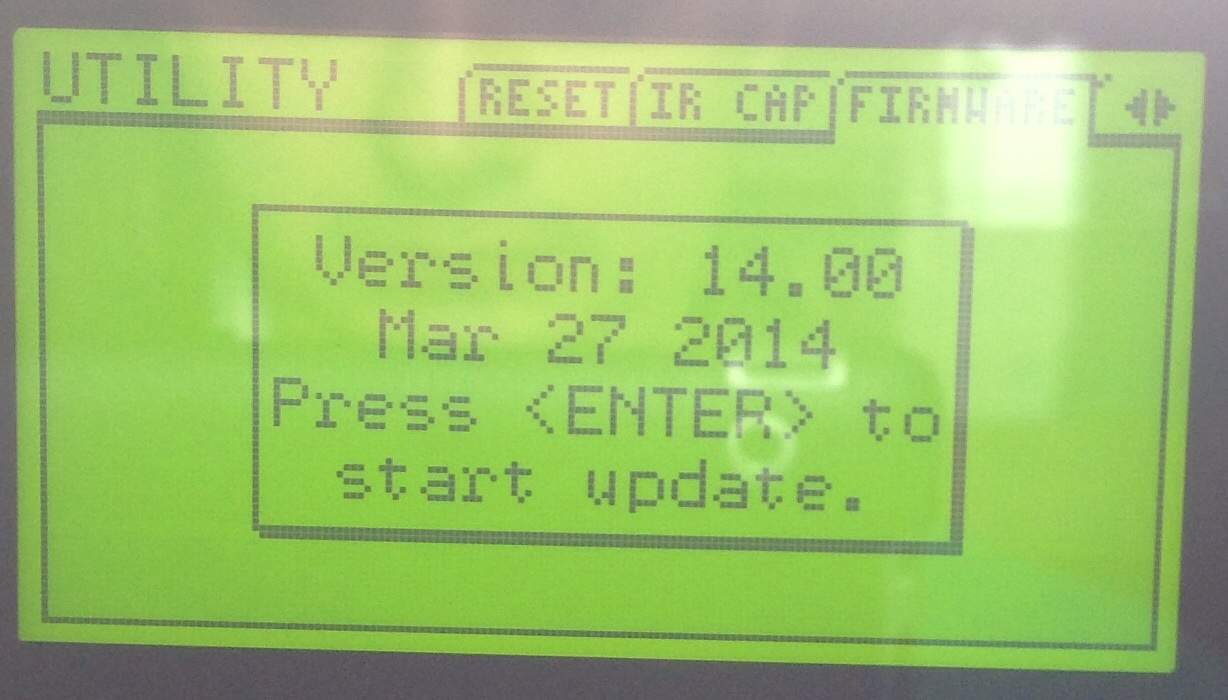 UTILITY RESET IR CAP FIRMWARE
Version: 14.00
Mar 27 2014
Press <ENTER> to
start update.